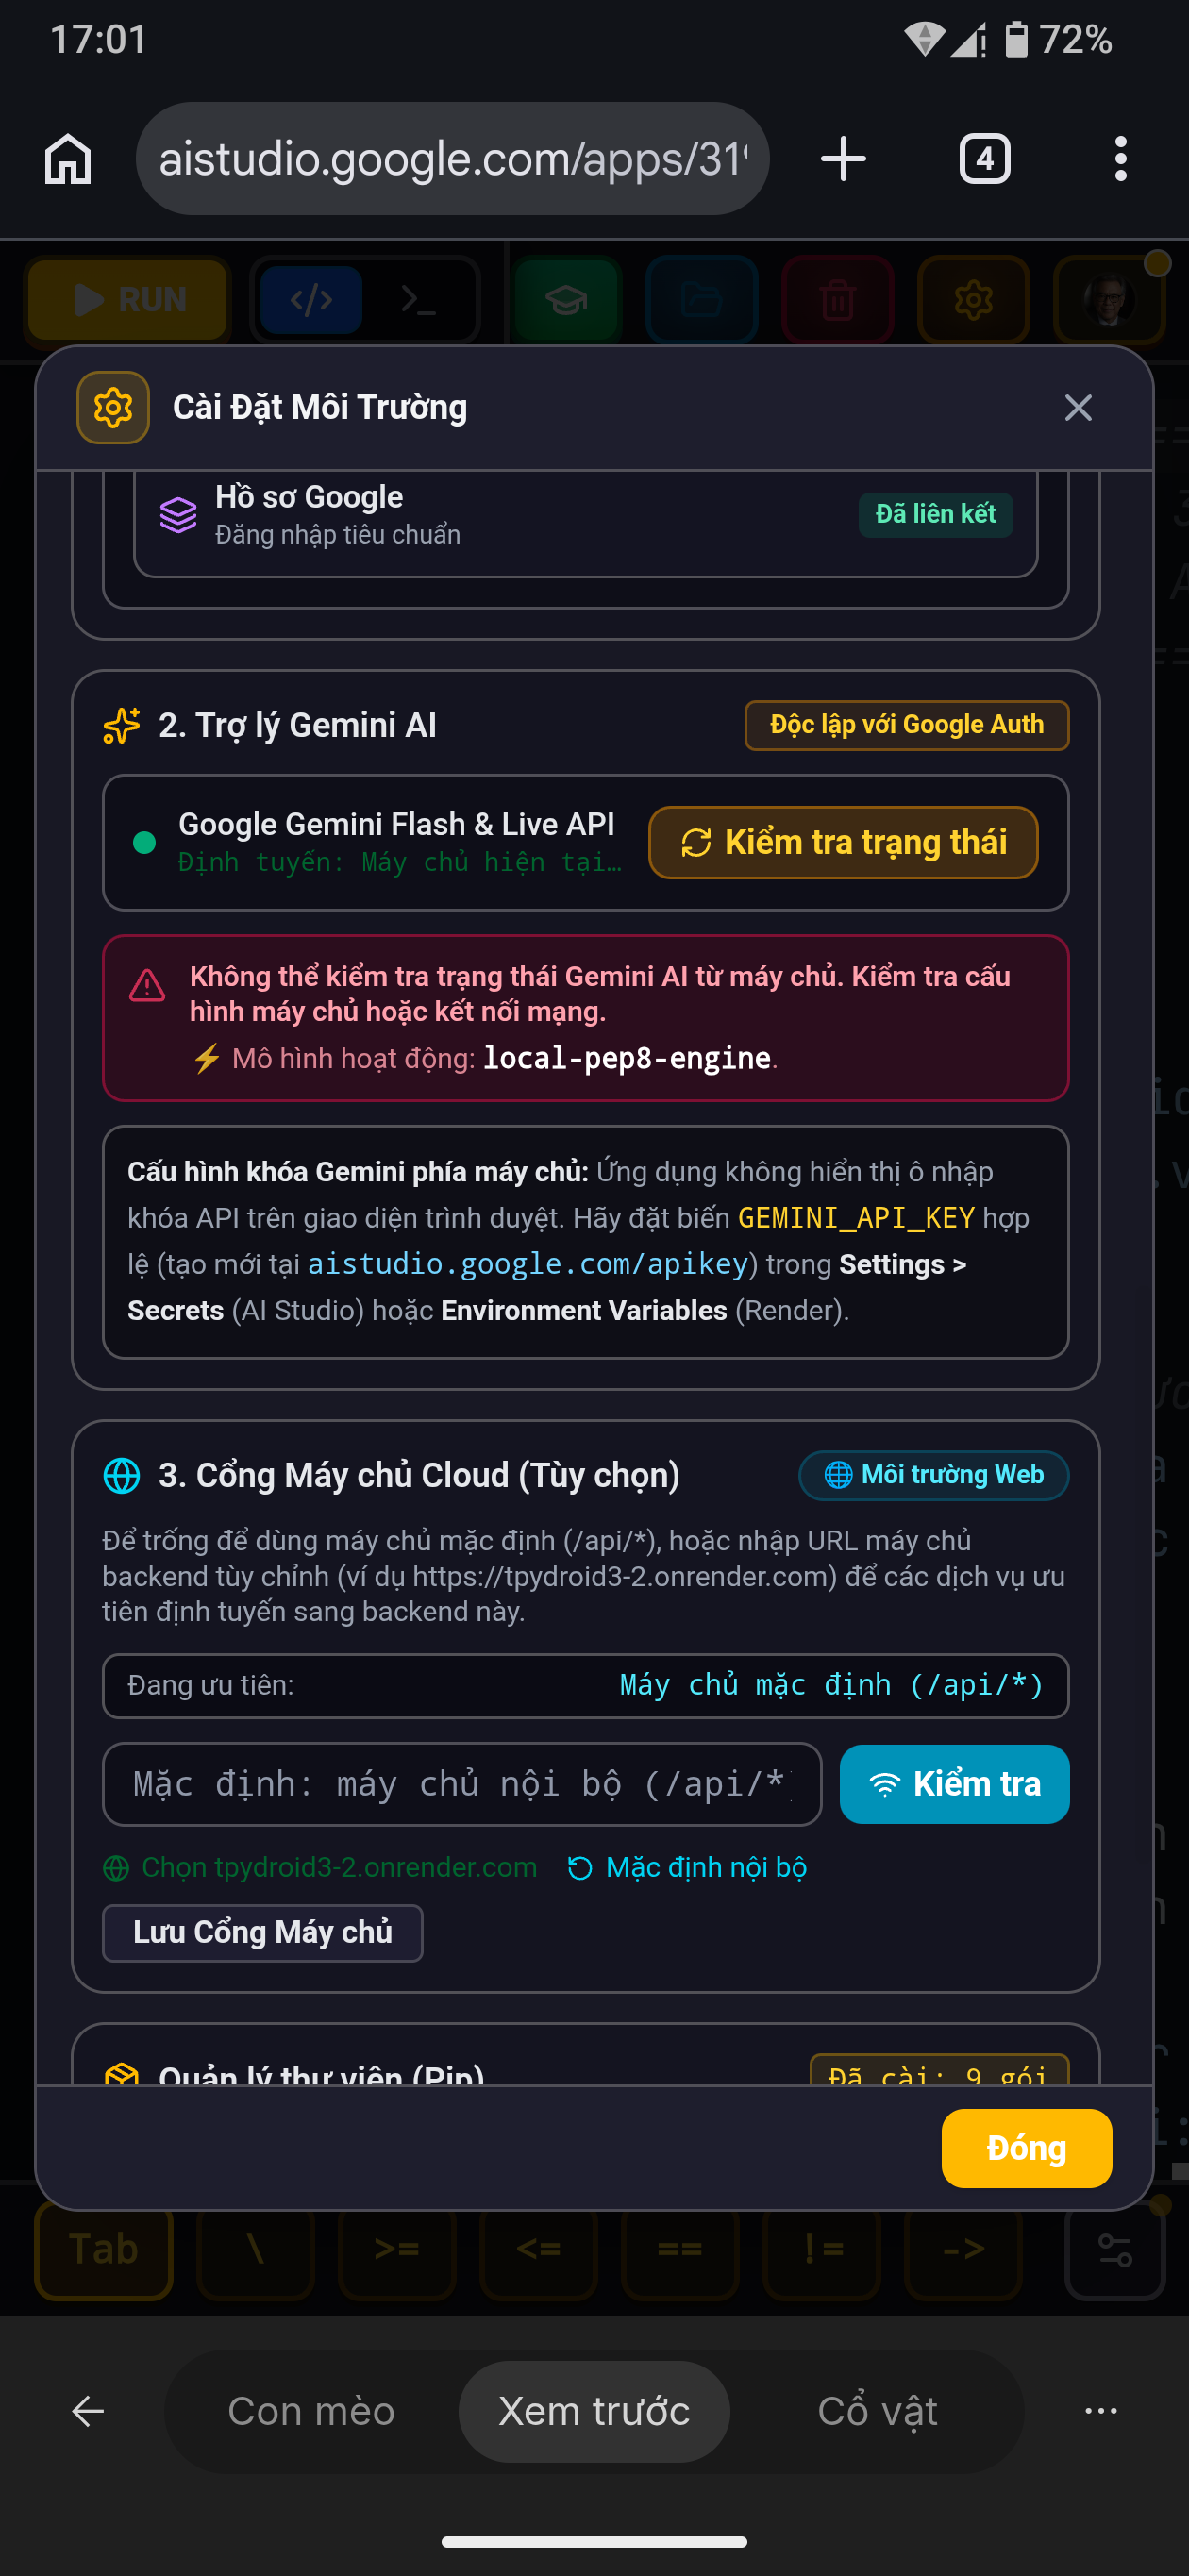 17:01
72%
aistudio.google.com/apps/319
4
RUN
Cài Đặt Môi Trường
Hồ sơ Google
Đăng nhập tiêu chuẩn
Đã liên kết
2. Trợ lý Gemini AI
Độc lập với Google Auth
Google Gemini Flash & Live API
Định tuyến: Máy chủ hiện tại…
Kiểm tra trạng thái
Không thể kiểm tra trạng thái Gemini AI từ máy chủ. Kiểm tra cấu
hình máy chủ hoặc kết nối mạng.
⚡ Mô hình hoạt động: local-pep8-engine.
Cấu hình khóa Gemini phía máy chủ: Ứng dụng không hiển thị ô nhập
khóa API trên giao diện trình duyệt. Hãy đặt biến GEMINI_API_KEY hợp
lệ (tạo mới tại aistudio.google.com/apikey) trong Settings >
Secrets (AI Studio) hoặc Environment Variables (Render).
3. Cổng Máy chủ Cloud (Tùy chọn)
🌐 Môi trường Web
Để trống để dùng máy chủ mặc định (/api/*), hoặc nhập URL máy chủ
backend tùy chỉnh (ví dụ https://tpydroid3-2.onrender.com) để các dịch vụ ưu
tiên định tuyến sang backend này.
Đang ưu tiên:
Máy chủ mặc định (/api/*)
Mặc định: máy chủ nội bộ (/api/*)
Kiểm tra
Chọn tpydroid3-2.onrender.com
Mặc định nội bộ
Lưu Cổng Máy chủ
Quản lý thư viện (Pip)
Đã cài: 9 gói
Đóng
Tab
\
>=
<=
==
!=
->
Con mèo
Xem trước
Cổ vật